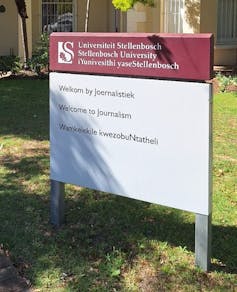 Universiteit Stellenbosch
Stellenbosch University
iYunivesithi yaseStellenbosch
Welkom by Joernalistiek
Welcome to Journalism
Wamkelekile kwezobuNtatheli